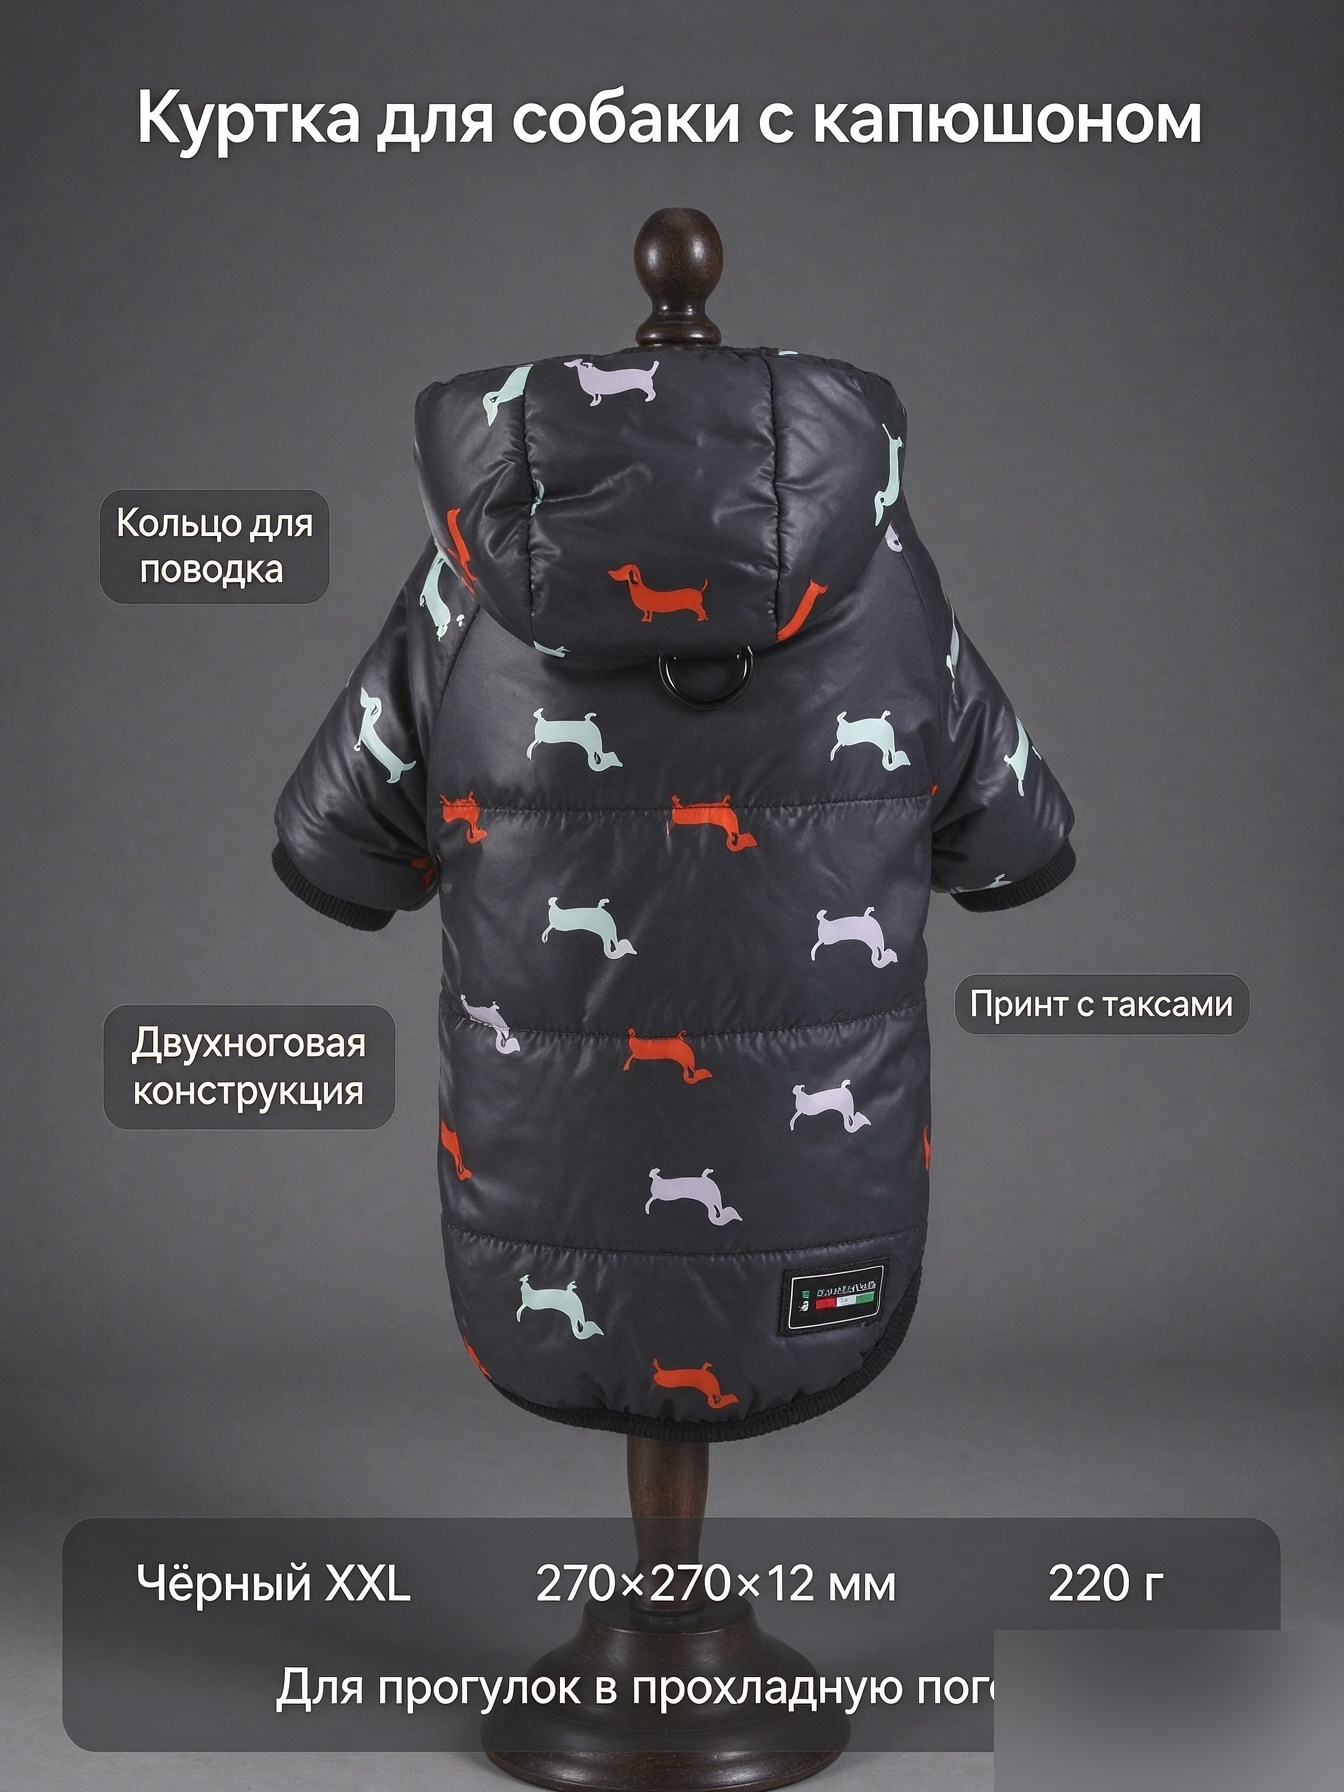 Куртка для собаки с капюшоном
Кольцо для
поводка
Принт с таксами
Двухноговая
конструкция
Чёрный XXL 270×270×12 мм 220 г
Для прогулок в прохладную